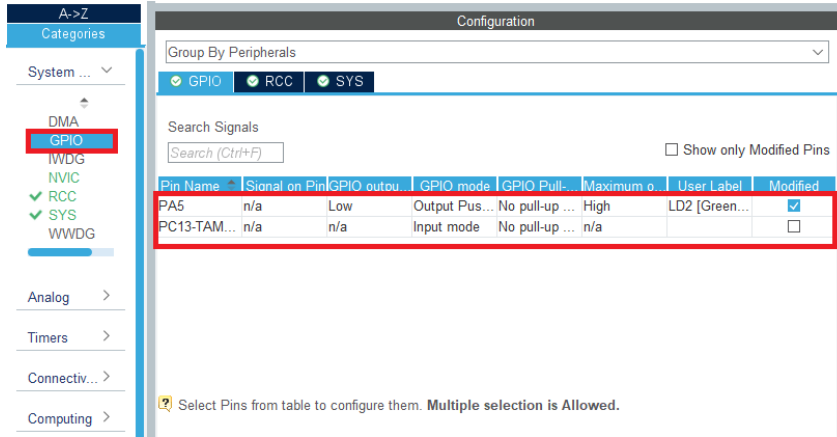 A->Z
Categories
System ...
DMA
GPIO
IWDG
NVIC
RCC
SYS
WWDG
Analog
Timers
Connectiv...
Computing
Configuration
Group By Peripherals
GPIO RCC SYS
Search Signals
Search (Ctrl+F)
Show only Modified Pins
Pin Name Signal on Pin GPIO outpu... GPIO mode GPIO Pull-... Maximum o... User Label Modified
PA5 n/a Low Output Pus... No pull-up ... High LD2 [Green...
PC13-TAM... n/a n/a Input mode No pull-up ... n/a
Select Pins from table to configure them. Multiple selection is Allowed.